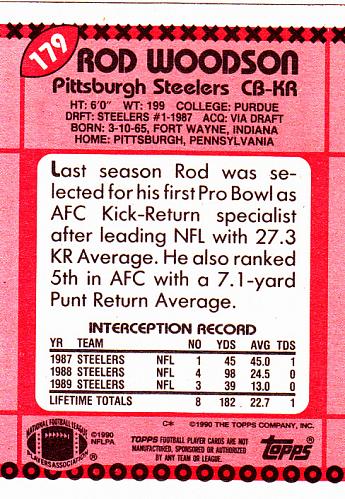 179
ROD WOODSON
Pittsburgh Steelers CB-KR
HT: 6'0" WT: 199 COLLEGE: PURDUE
DRFT: STEELERS #1-1987 ACQ: VIA DRAFT
BORN: 3-10-65, FORT WAYNE, INDIANA
HOME: PITTSBURGH, PENNSYLVANIA
Last season Rod was se-
lected for his first Pro Bowl as
AFC Kick-Return specialist
after leading NFL with 27.3
KR Average. He also ranked
5th in AFC with a 7.1-yard
Punt Return Average.
INTERCEPTION RECORD
YR TEAM NO YDS AVG TDS
1987 STEELERS NFL 1 45 45.0 1
1988 STEELERS NFL 4 98 24.5 0
1989 STEELERS NFL 3 39 13.0 0
LIFETIME TOTALS 8 182 22.7 1
C* ©1990 THE TOPPS COMPANY, INC.
NATIONAL FOOTBALL LEAGUE
PLAYERS ASSOCIATION
©1990
NFLPA
TOPPS FOOTBALL PLAYER CARDS ARE NOT
MANUFACTURED, SPONSORED OR AUTHORIZED
BY ANY TEAM OR LEAGUE.
topps®